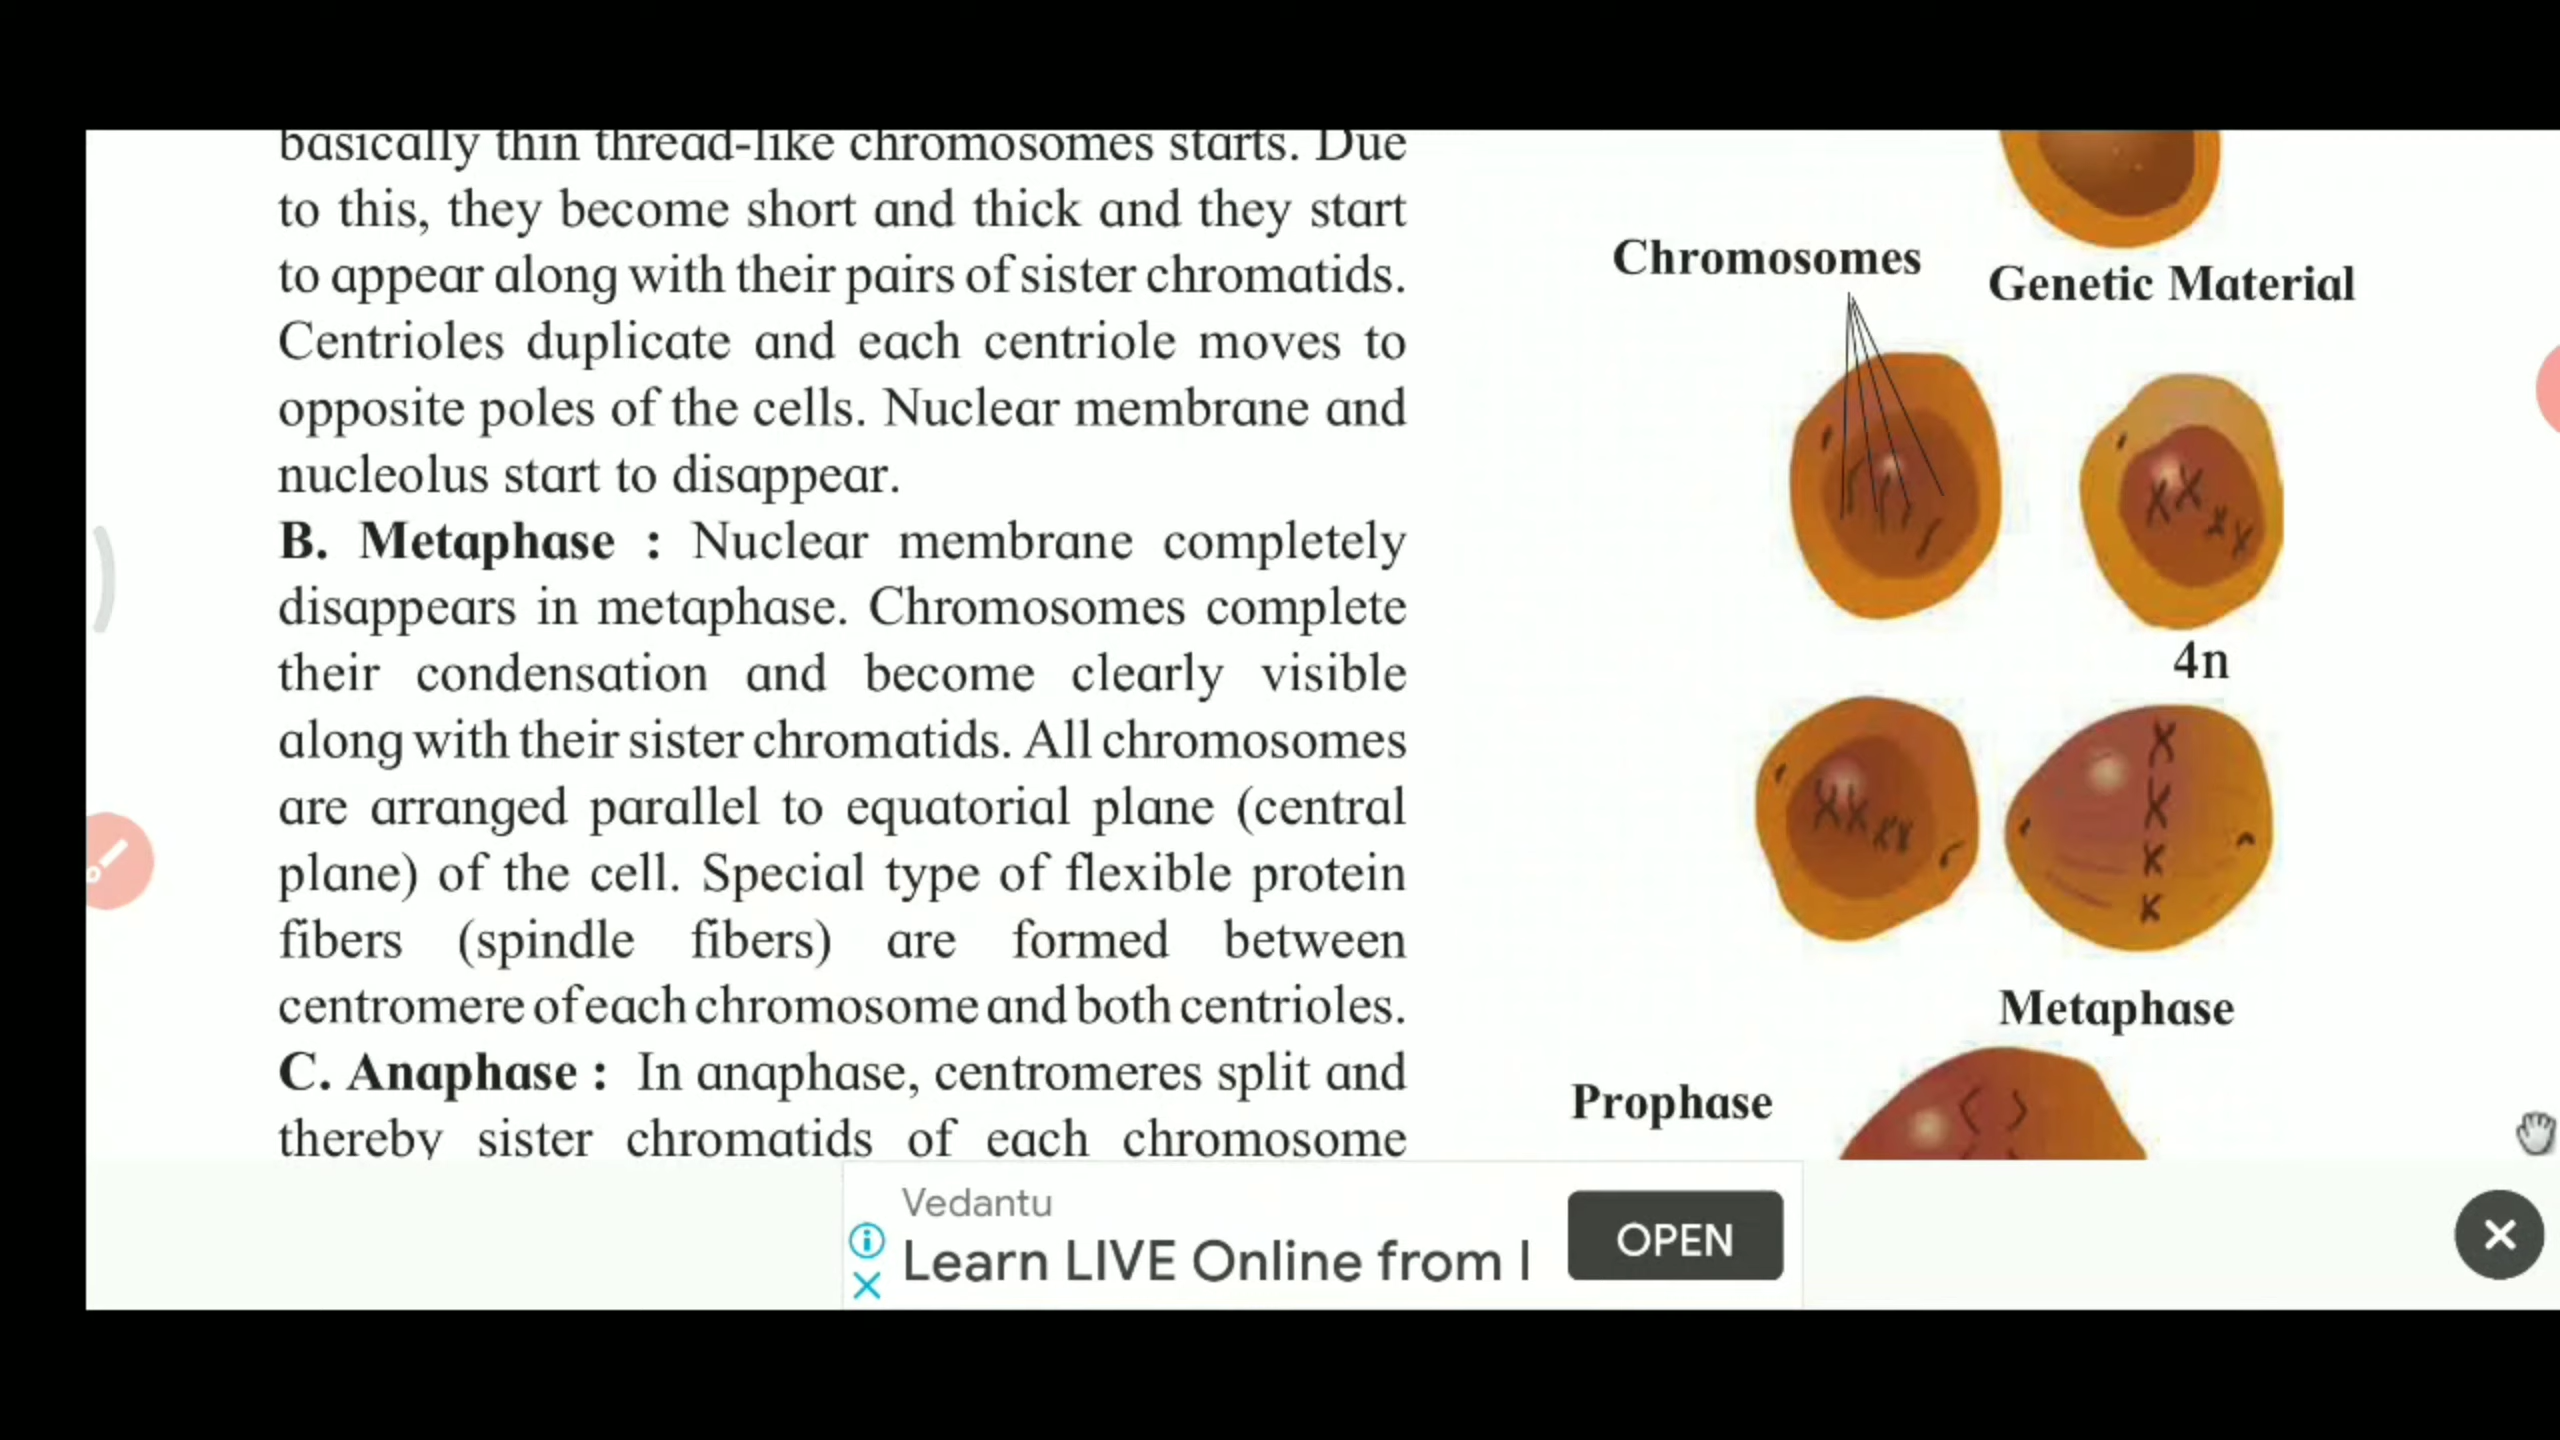 basically thin thread-like chromosomes starts. Due
to this, they become short and thick and they start
to appear along with their pairs of sister chromatids.
Centrioles duplicate and each centriole moves to
opposite poles of the cells. Nuclear membrane and
nucleolus start to disappear.
B. Metaphase : Nuclear membrane completely
disappears in metaphase. Chromosomes complete
their condensation and become clearly visible
along with their sister chromatids. All chromosomes
are arranged parallel to equatorial plane (central
plane) of the cell. Special type of flexible protein
fibers (spindle fibers) are formed between
centromere of each chromosome and both centrioles.
C. Anaphase : In anaphase, centromeres split and
thereby sister chromatids of each chromosome
Chromosomes
Genetic Material
4n
Metaphase
Prophase
Vedantu
Learn LIVE Online from I
OPEN